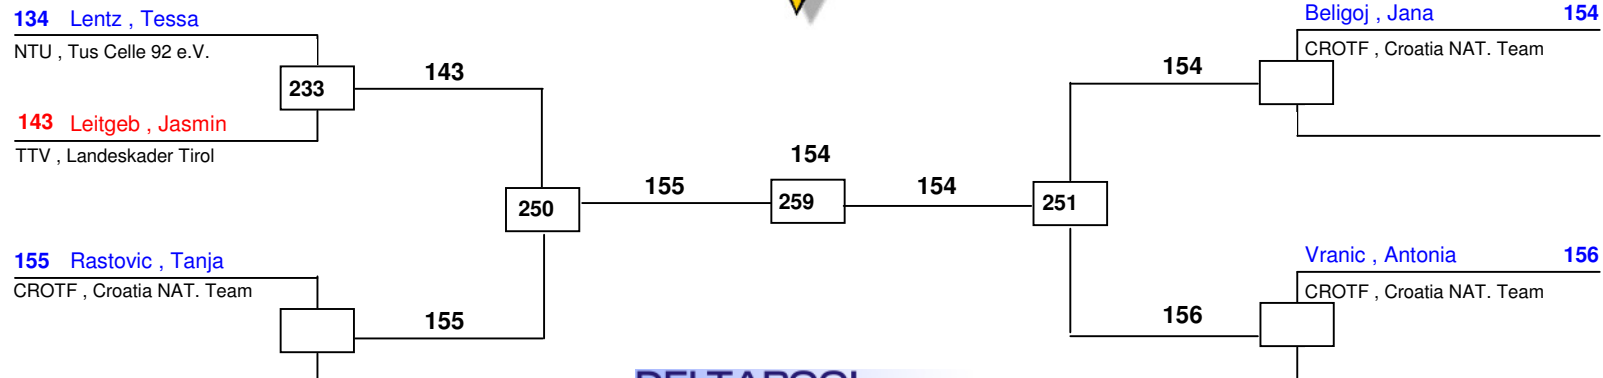 134 Lentz , Tessa
NTU , Tus Celle 92 e.V.
233
143
143 Leitgeb , Jasmin
TTV , Landeskader Tirol
250
155
155 Rastovic , Tanja
CROTF , Croatia NAT. Team
155
154
259
154
Beligoj , Jana 154
CROTF , Croatia NAT. Team
154
251
Vranic , Antonia 156
CROTF , Croatia NAT. Team
156